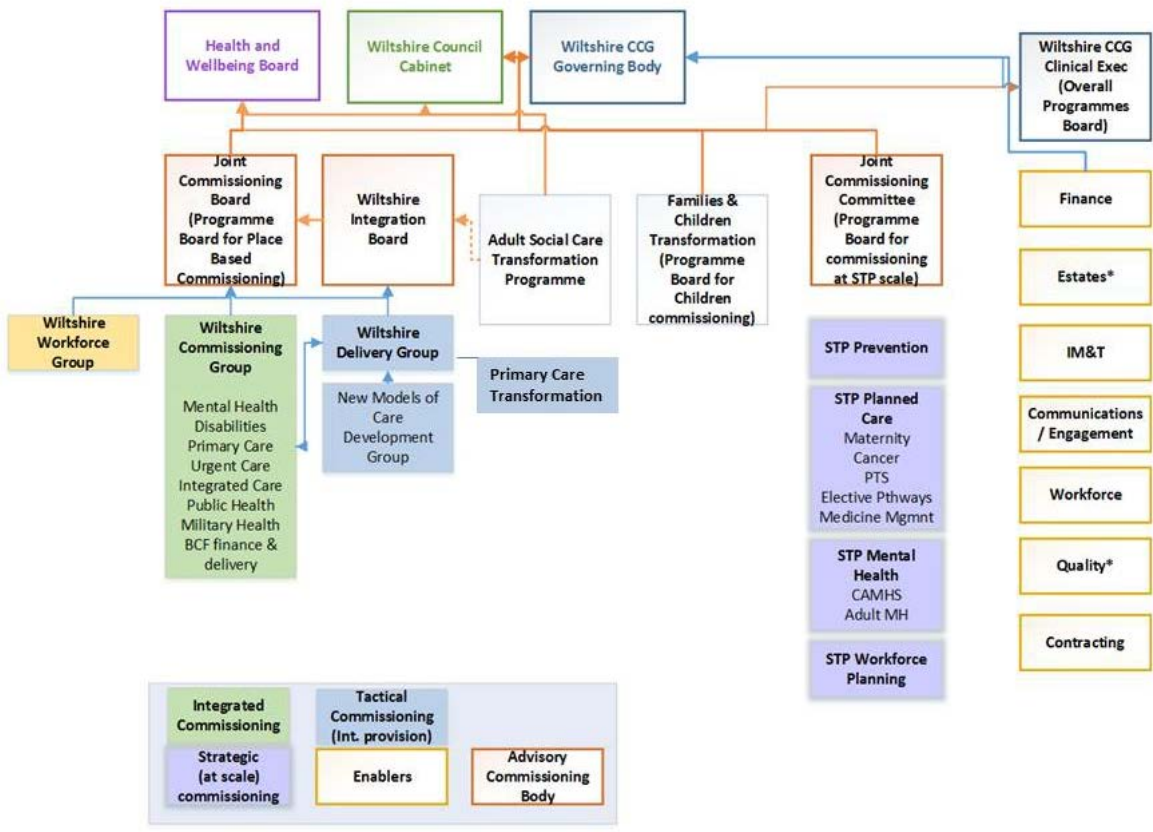 Health and
Wellbeing Board
Wiltshire Council
Cabinet
Wiltshire CCG
Governing Body
Wiltshire CCG
Clinical Exec
(Overall
Programmes
Board)
Joint
Commissioning
Board
(Programme
Board for Place
Based
Commissioning)
Wiltshire
Integration
Board
Adult Social Care
Transformation
Programme
Families &
Children
Transformation
(Programme
Board for
Children
commissioning)
Joint
Commissioning
Committee
(Programme
Board for
commissioning
at STP scale)
Finance
Estates*
IM&T
Communications
/ Engagement
Workforce
Quality*
Contracting
Wiltshire
Workforce
Group
Wiltshire
Commissioning
Group
Mental Health
Disabilities
Primary Care
Urgent Care
Integrated Care
Public Health
Military Health
BCF finance &
delivery
Wiltshire
Delivery Group
New Models of
Care
Development
Group
Primary Care
Transformation
STP Prevention
STP Planned
Care
Maternity
Cancer
PTS
Elective Pthways
Medicine Mgmnt
STP Mental
Health
CAMHS
Adult MH
STP Workforce
Planning
Integrated
Commissioning
Tactical
Commissioning
(Int. provision)
Strategic
(at scale)
commissioning
Enablers
Advisory
Commissioning
Body